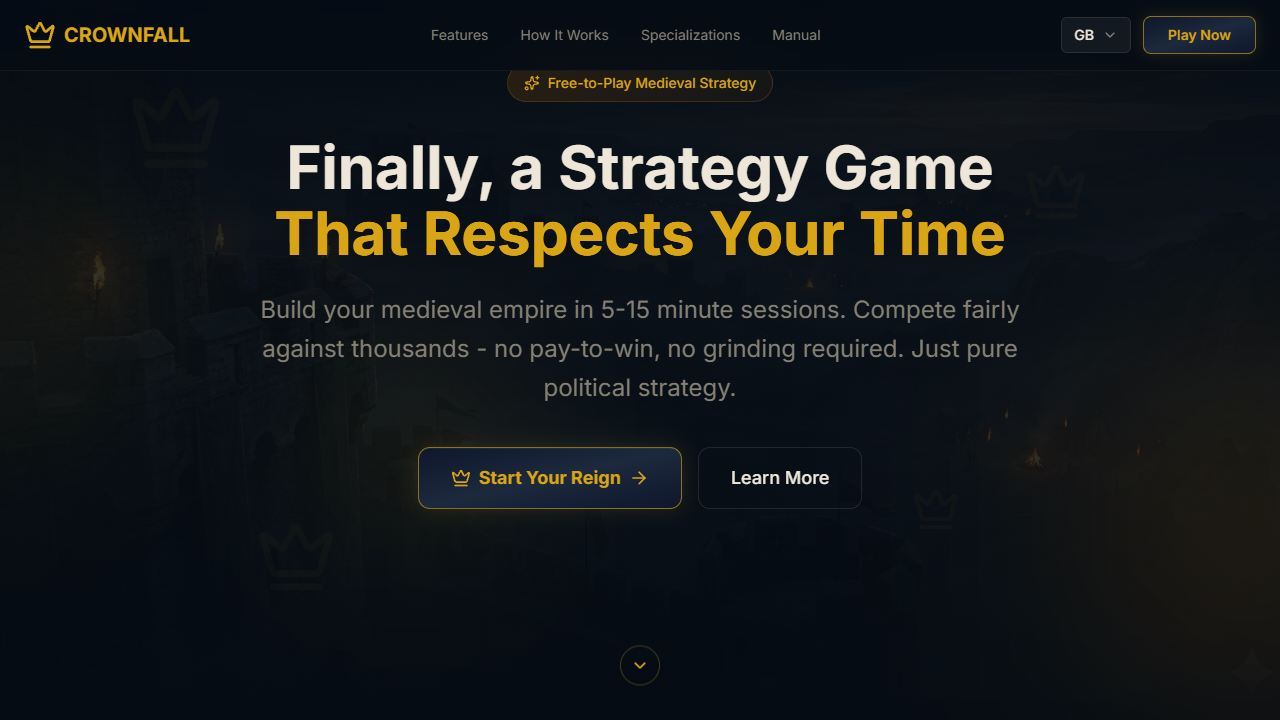 CROWNFALL
Features
How It Works
Specializations
Manual
GB
Play Now
Free-to-Play Medieval Strategy
Finally, a Strategy Game
That Respects Your Time
Build your medieval empire in 5-15 minute sessions. Compete fairly
against thousands - no pay-to-win, no grinding required. Just pure
political strategy.
Start Your Reign
Learn More